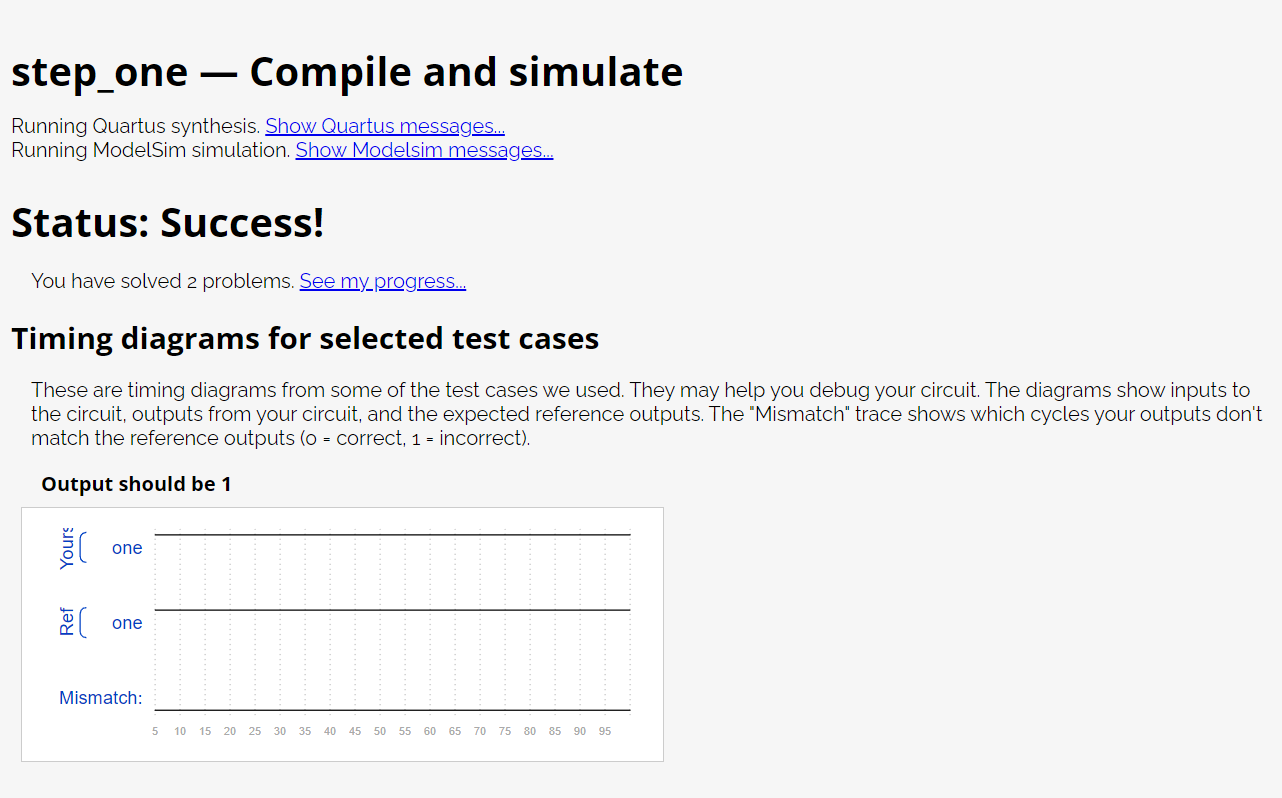 step_one — Compile and simulate
Running Quartus synthesis. Show Quartus messages...
Running ModelSim simulation. Show Modelsim messages...
Status: Success!
You have solved 2 problems. See my progress...
Timing diagrams for selected test cases
These are timing diagrams from some of the test cases we used. They may help you debug your circuit. The diagrams show inputs to
the circuit, outputs from your circuit, and the expected reference outputs. The "Mismatch" trace shows which cycles your outputs don't
match the reference outputs (0 = correct, 1 = incorrect).
Output should be 1
Yours one
Ref one
Mismatch:
5 10 15 20 25 30 35 40 45 50 55 60 65 70 75 80 85 90 95